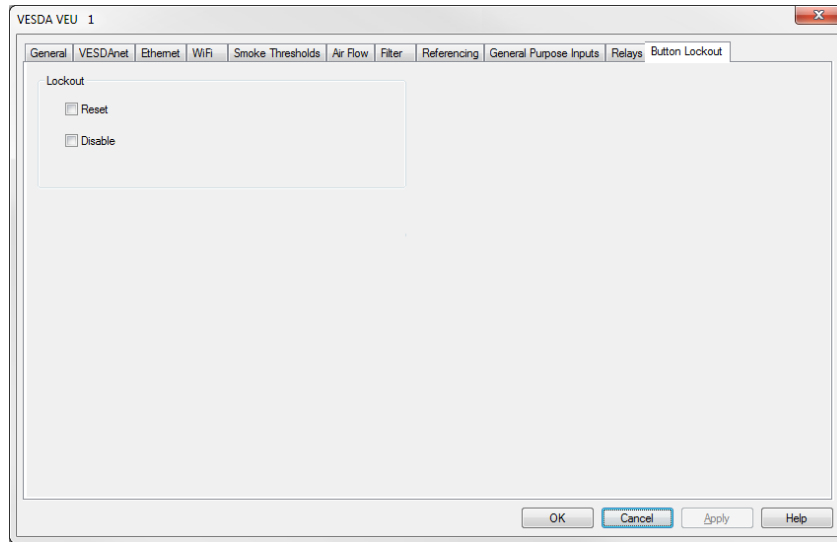 VESDA VEU 1
General VESDAnet Ethernet WiFi Smoke Thresholds Air Flow Filter Referencing General Purpose Inputs Relays Button Lockout
Lockout
Reset
Disable
OK Cancel Apply Help